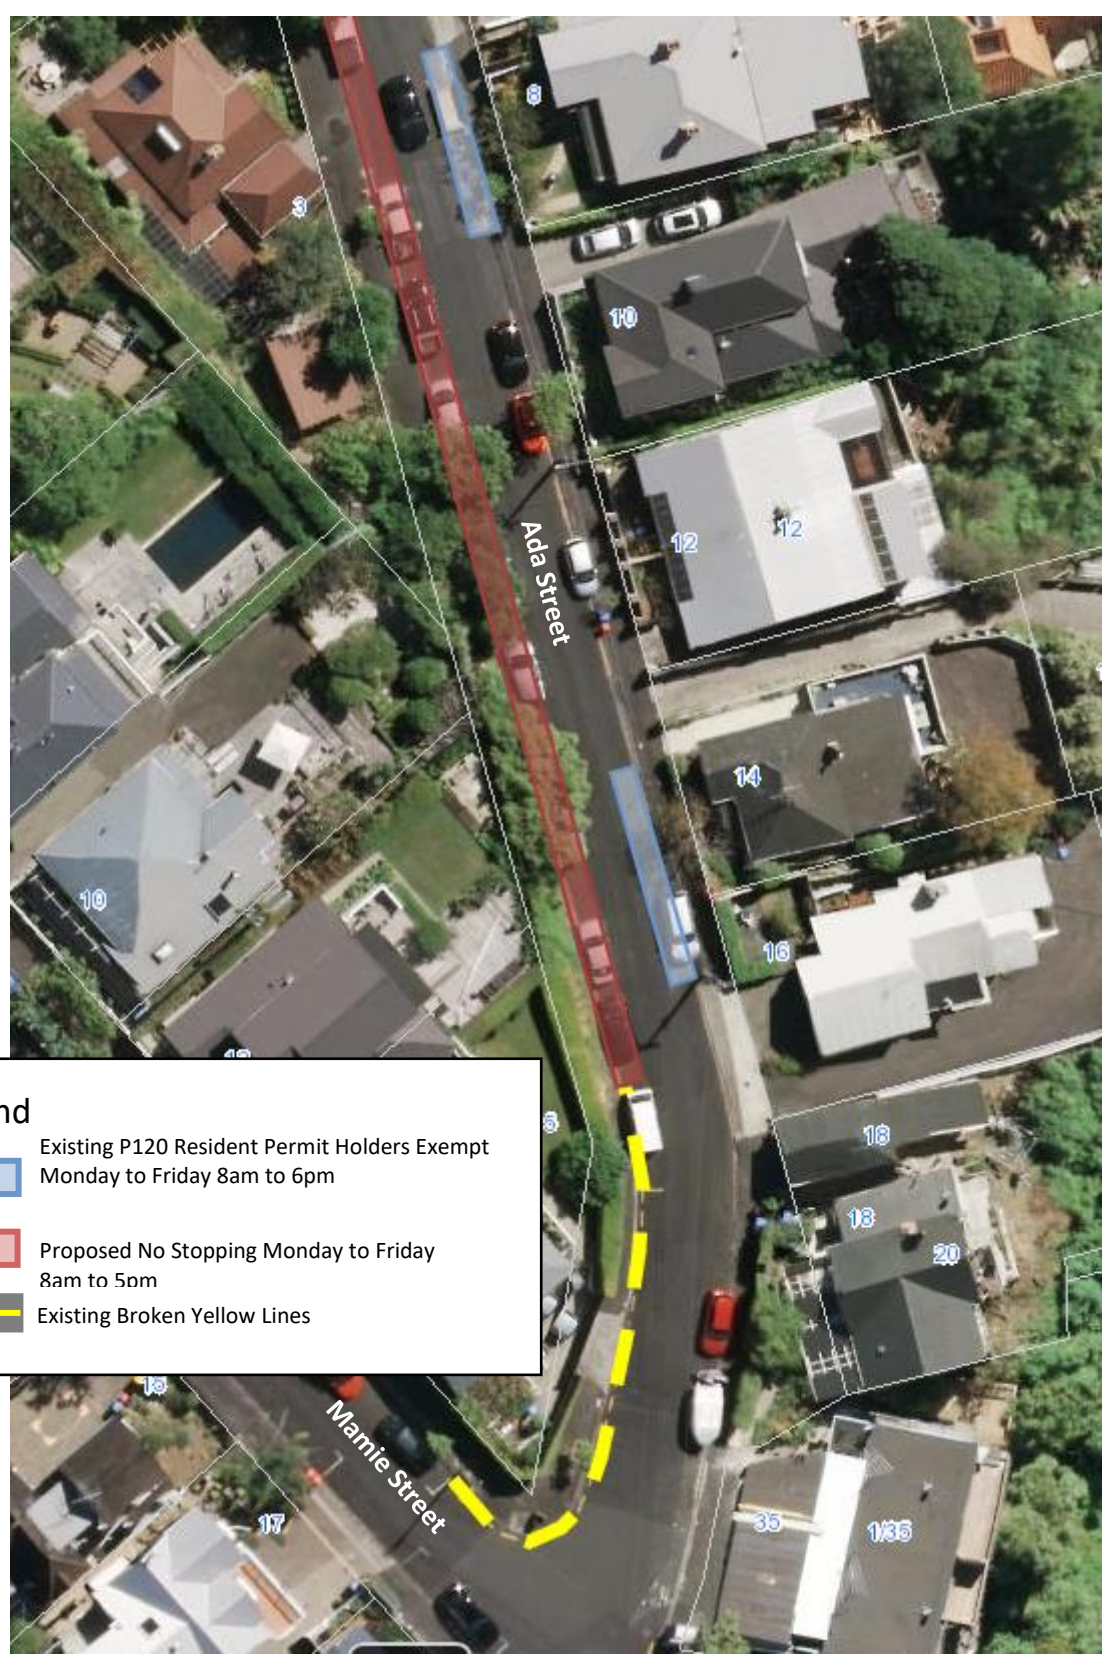 8
3
10
12
12
Ada Street
14
10
16
nd
Existing P120 Resident Permit Holders Exempt
Monday to Friday 8am to 6pm
5
18
18
20
Proposed No Stopping Monday to Friday
8am to 5pm
Existing Broken Yellow Lines
15
Mamie Street
17
35
1/35